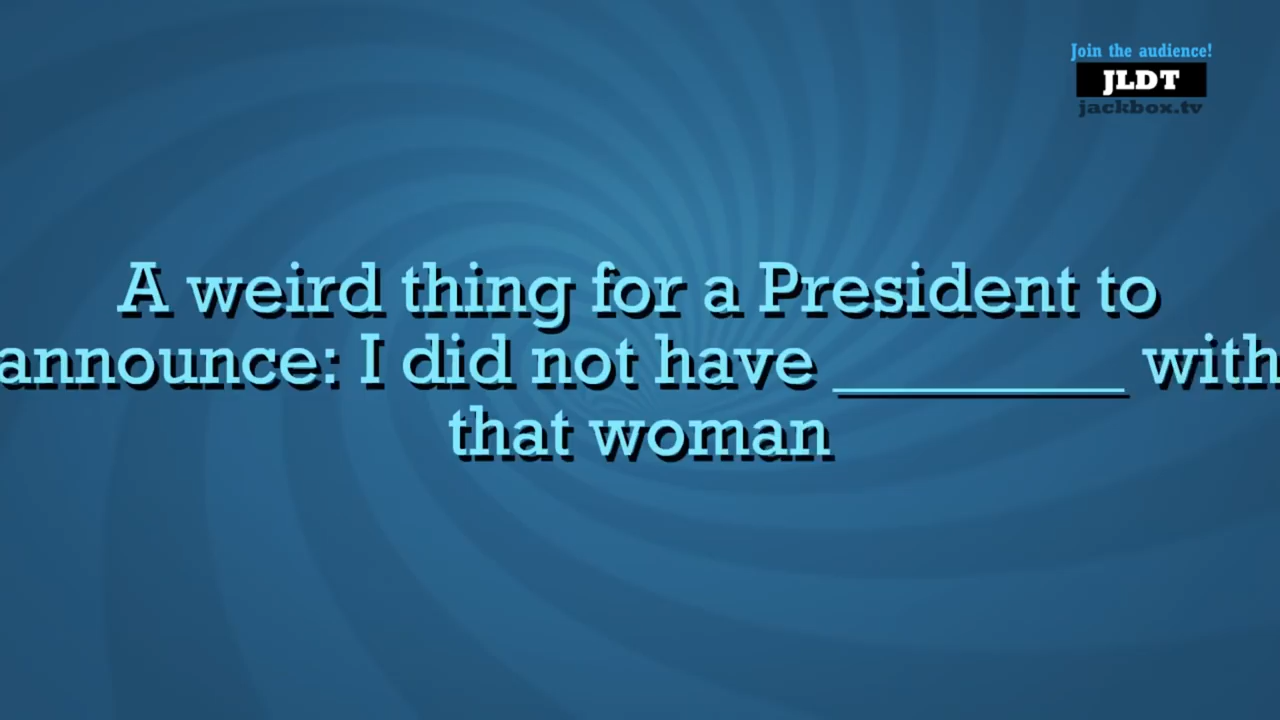 Join the audience!
JLDT
jackbox.tv
A weird thing for a President to
announce: I did not have _________ with
that woman